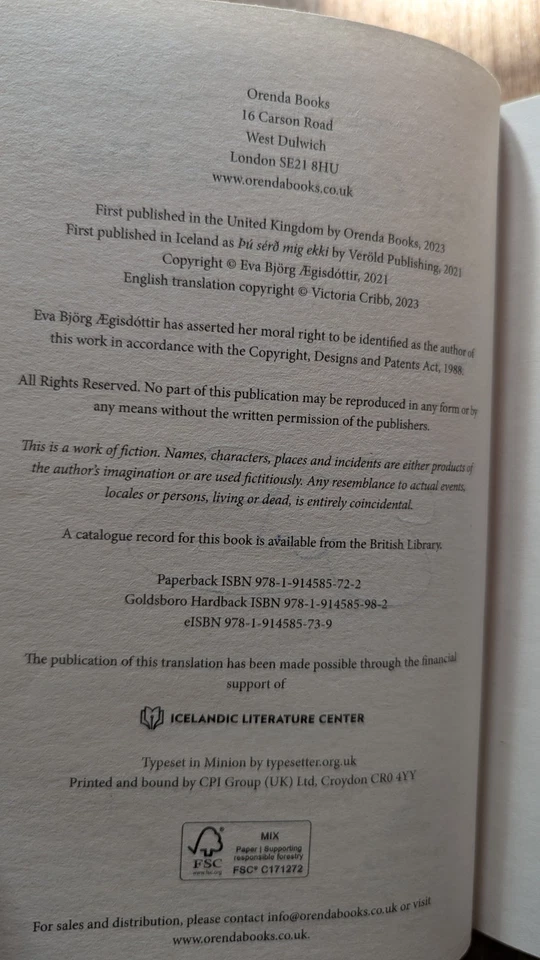 Orenda Books
16 Carson Road
West Dulwich
London SE21 8HU
www.orendabooks.co.uk
First published in the United Kingdom by Orenda Books, 2023
First published in Iceland as Þú sérð mig ekki by Veröld Publishing, 2021
Copyright © Eva Björg Ægisdóttir, 2021
English translation copyright © Victoria Cribb, 2023
Eva Björg Ægisdóttir has asserted her moral right to be identified as the author of
this work in accordance with the Copyright, Designs and Patents Act, 1988.
All Rights Reserved. No part of this publication may be reproduced in any form or by
any means without the written permission of the publishers.
This is a work of fiction. Names, characters, places and incidents are either products of
the author's imagination or are used fictitiously. Any resemblance to actual events,
locales or persons, living or dead, is entirely coincidental.
A catalogue record for this book is available from the British Library.
Paperback ISBN 978-1-914585-72-2
Goldsboro Hardback ISBN 978-1-914585-98-2
eISBN 978-1-914585-73-9
The publication of this translation has been made possible through the financial
support of
ICELANDIC LITERATURE CENTER
Typeset in Minion by typesetter.org.uk
Printed and bound by CPI Group (UK) Ltd, Croydon CR0 4YY
FSC
www.fsc.org
MIX
Paper | Supporting
responsible forestry
FSC® C171272
For sales and distribution, please contact info@orendabooks.co.uk or visit
www.orendabooks.co.uk.